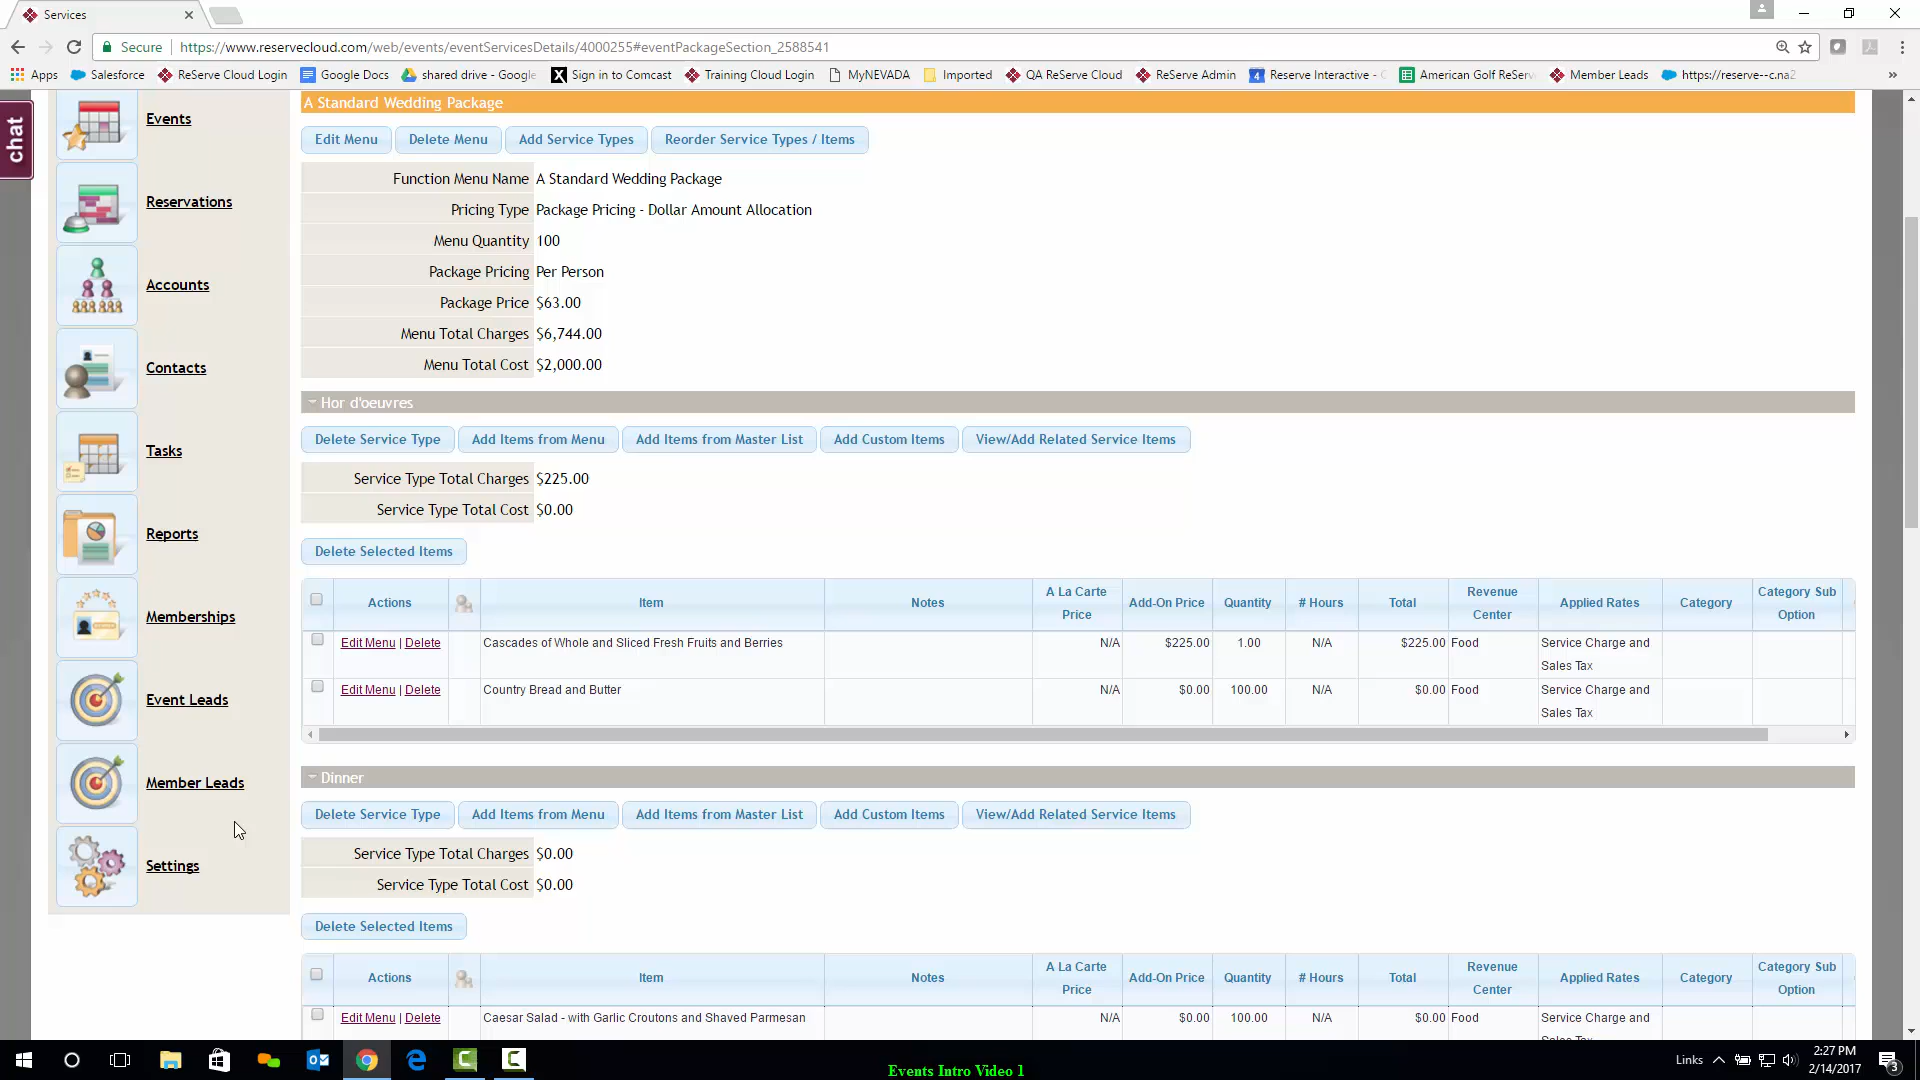 Services
Secure
https://www.reservecloud.com/web/events/eventServicesDetails/4000255#eventPackageSection_2588541
Apps Salesforce ReServe Cloud Login Google Docs shared drive - Google Sign in to Comcast Training Cloud Login MyNEVADA Imported QA ReServe Cloud ReServe Admin Reserve Interactive - American Golf ReServe Member Leads https://reserve--c.na2 »
chat
Events
Reservations
Accounts
Contacts
Tasks
Reports
Memberships
Event Leads
Member Leads
Settings
A Standard Wedding Package
Edit Menu Delete Menu Add Service Types Reorder Service Types / Items
Function Menu Name A Standard Wedding Package
Pricing Type Package Pricing - Dollar Amount Allocation
Menu Quantity 100
Package Pricing Per Person
Package Price $63.00
Menu Total Charges $6,744.00
Menu Total Cost $2,000.00
Hor d'oeuvres
Delete Service Type Add Items from Menu Add Items from Master List Add Custom Items View/Add Related Service Items
Service Type Total Charges $225.00
Service Type Total Cost $0.00
Delete Selected Items
Actions Item Notes A La Carte Price Add-On Price Quantity # Hours Total Revenue Center Applied Rates Category Category Sub Option
Edit Menu | Delete Cascades of Whole and Sliced Fresh Fruits and Berries N/A $225.00 1.00 N/A $225.00 Food Service Charge and
Sales Tax
Edit Menu | Delete Country Bread and Butter N/A $0.00 100.00 N/A $0.00 Food Service Charge and
Sales Tax
Dinner
Delete Service Type Add Items from Menu Add Items from Master List Add Custom Items View/Add Related Service Items
Service Type Total Charges $0.00
Service Type Total Cost $0.00
Delete Selected Items
Actions Item Notes A La Carte Price Add-On Price Quantity # Hours Total Revenue Center Applied Rates Category Category Sub Option
Edit Menu | Delete Caesar Salad - with Garlic Croutons and Shaved Parmesan N/A $0.00 100.00 N/A $0.00 Food Service Charge and
Links
2:27 PM
2/14/2017
3
Events Intro Video 1